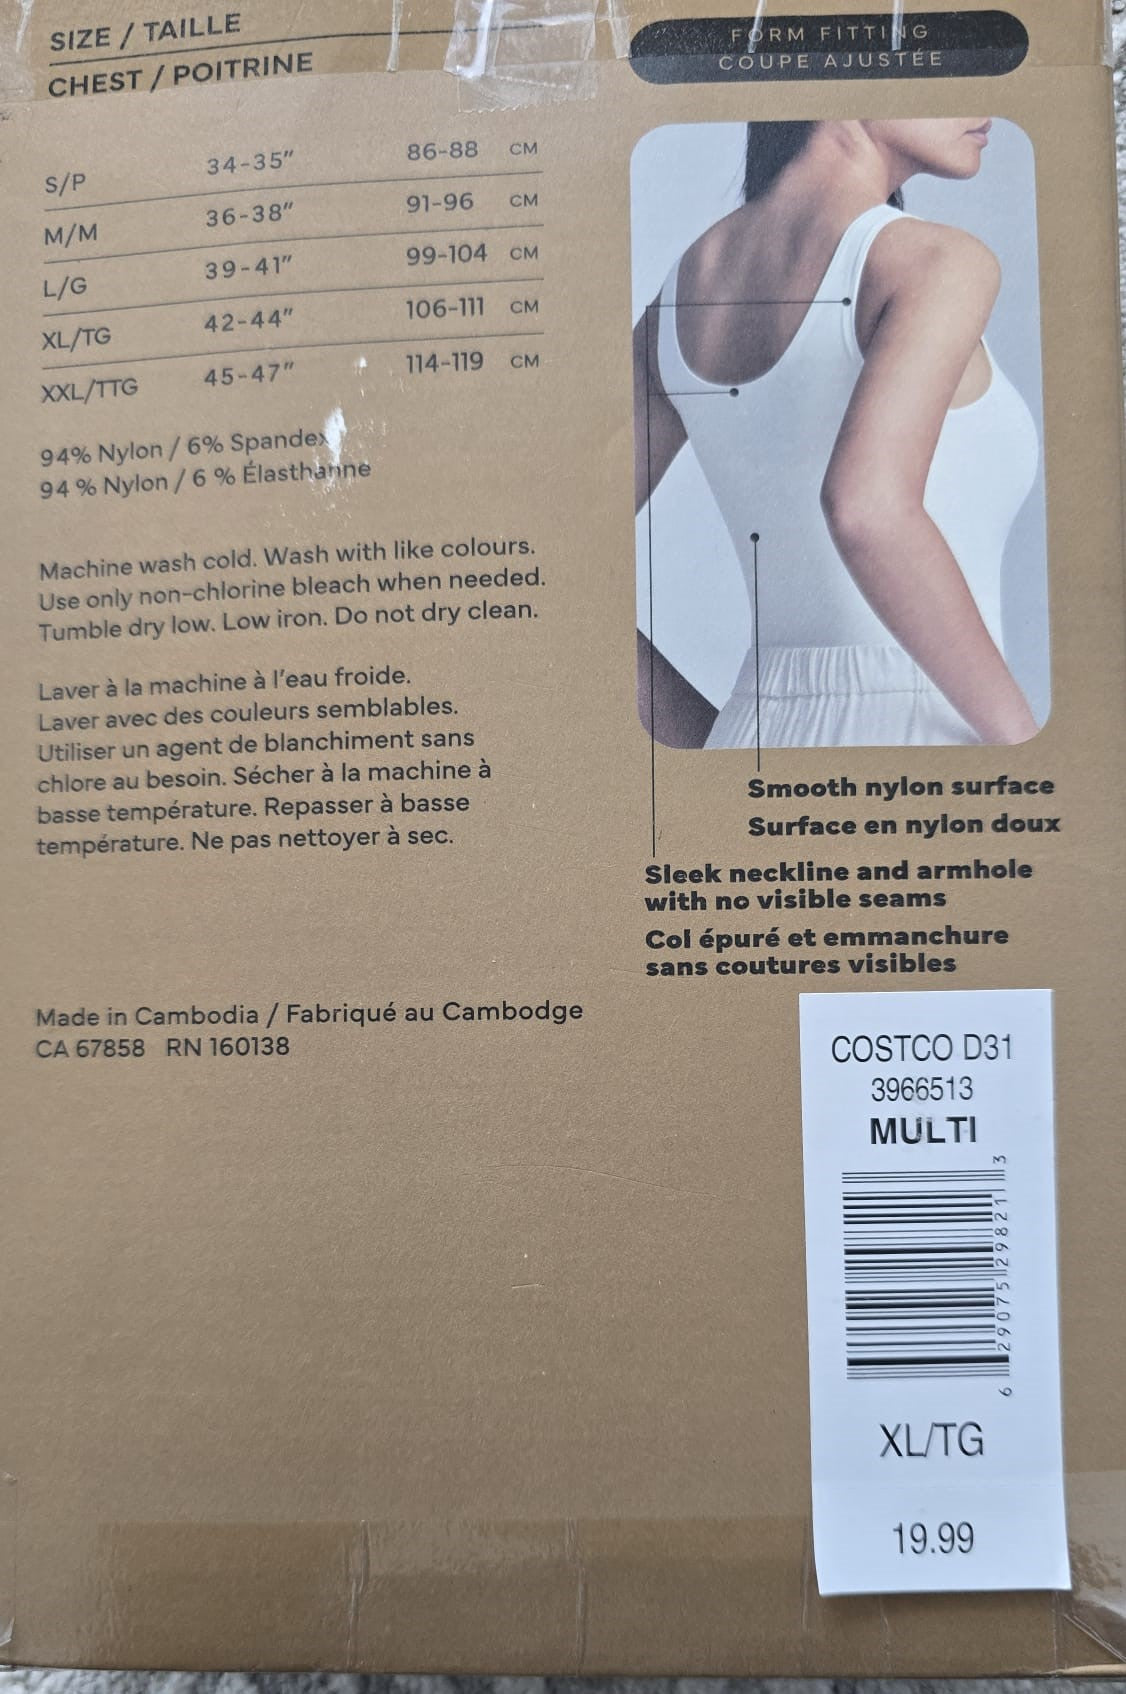 SIZE / TAILLE
CHEST / POITRINE
S/P 34-35" 86-88 CM
M/M 36-38" 91-96 CM
L/G 39-41" 99-104 CM
XL/TG 42-44" 106-111 CM
XXL/TTG 45-47" 114-119 CM
94% Nylon / 6% Spandex
94 % Nylon / 6 % Élasthanne
Machine wash cold. Wash with like colours.
Use only non-chlorine bleach when needed.
Tumble dry low. Low iron. Do not dry clean.
Laver à la machine à l'eau froide.
Laver avec des couleurs semblables.
Utiliser un agent de blanchiment sans
chlore au besoin. Sécher à la machine à
basse température. Repasser à basse
température. Ne pas nettoyer à sec.
Made in Cambodia / Fabriqué au Cambodge
CA 67858 RN 160138
FORM FITTING
COUPE AJUSTÉE
Smooth nylon surface
Surface en nylon doux
Sleek neckline and armhole
with no visible seams
Col épuré et emmanchure
sans coutures visibles
COSTCO D31
3966513
MULTI
6 29075 29821 3
XL/TG
19.99